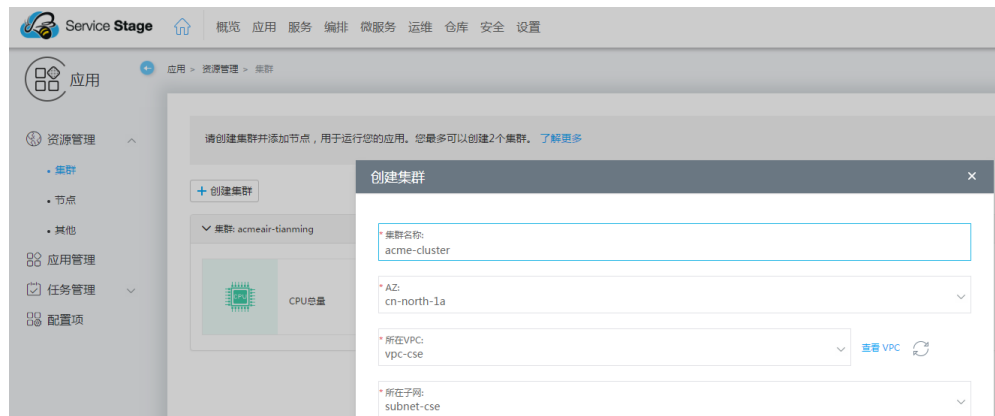 Service Stage 概览 应用 服务 编排 微服务 运维 仓库 安全 设置
应用
应用 > 资源管理 > 集群
资源管理
集群
节点
其他
应用管理
任务管理
配置项
请创建集群并添加节点，用于运行您的应用。您最多可以创建2个集群。 了解更多
+ 创建集群
集群: acmeair-tianming
CPU
CPU总量
创建集群 ×
* 集群名称:
acme-cluster
* AZ:
cn-north-1a
* 所在VPC:
vpc-cse
查看 VPC
* 所在子网:
subnet-cse